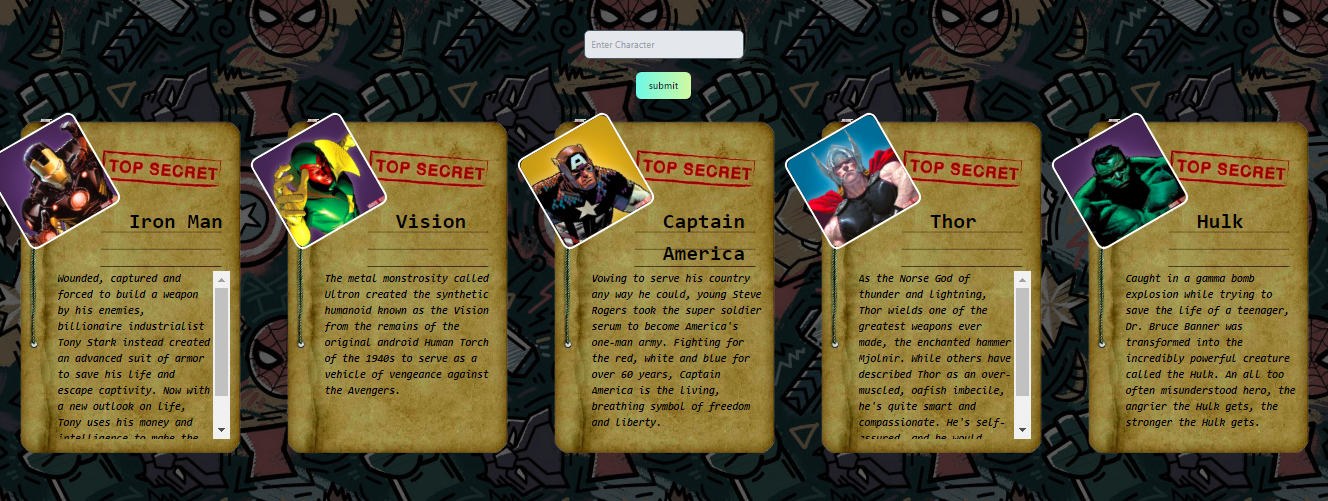 Enter Character
submit
TOP SECRET
Iron Man
Wounded, captured and
forced to build a weapon
by his enemies,
billionaire industrialist
Tony Stark instead created
an advanced suit of armor
to save his life and
escape captivity. Now with
a new outlook on life,
Tony uses his money and
intelligence to make the
TOP SECRET
Vision
The metal monstrosity called
Ultron created the synthetic
humanoid known as the Vision
from the remains of the
original android Human Torch
of the 1940s to serve as a
vehicle of vengeance against
the Avengers.
TOP SECRET
Captain
America
Vowing to serve his country
any way he could, young Steve
Rogers took the super soldier
serum to become America's
one-man army. Fighting for
the red, white and blue for
over 60 years, Captain
America is the living,
breathing symbol of freedom
and liberty.
TOP SECRET
Thor
As the Norse God of
thunder and lightning,
Thor wields one of the
greatest weapons ever
made, the enchanted hammer
Mjolnir. While others have
described Thor as an over-
muscled, oafish imbecile,
he's quite smart and
compassionate. He's self-
assured, and he would
TOP SECRET
Hulk
Caught in a gamma bomb
explosion while trying to
save the life of a teenager,
Dr. Bruce Banner was
transformed into the
incredibly powerful creature
called the Hulk. An all too
often misunderstood hero, the
angrier the Hulk gets, the
stronger the Hulk gets.